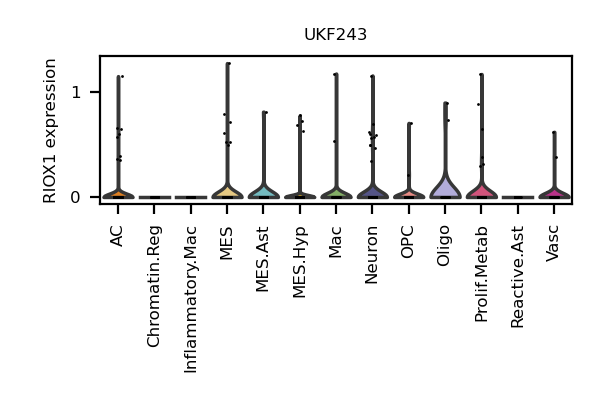 UKF243
RIOX1 expression
1
0
AC
Chromatin.Reg
Inflammatory.Mac
MES
MES.Ast
MES.Hyp
Mac
Neuron
OPC
Oligo
Prolif.Metab
Reactive.Ast
Vasc